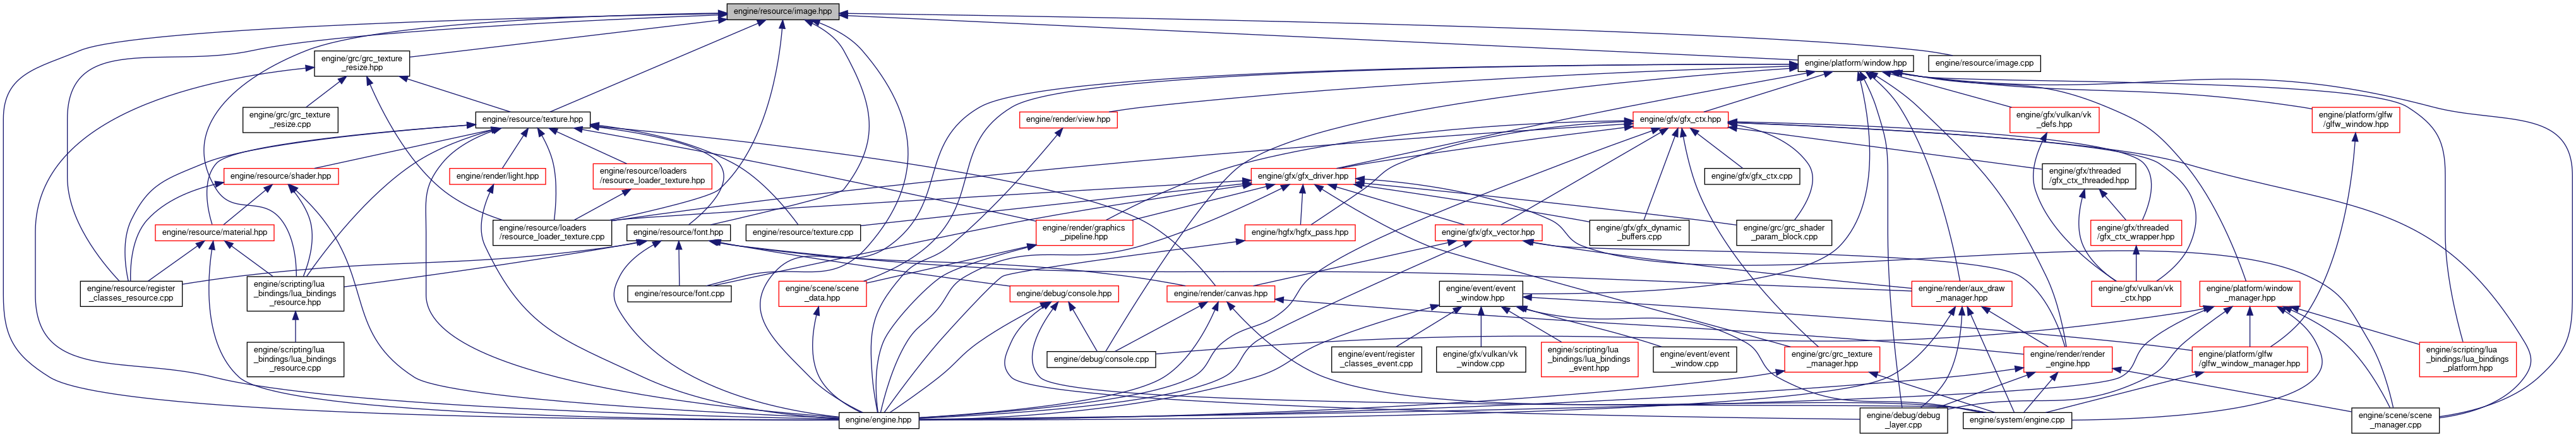 engine/resource/image.hpp
engine/grc/grc_texture
_resize.hpp
engine/platform/window.hpp
engine/resource/image.cpp
engine/grc/grc_texture
_resize.cpp
engine/resource/texture.hpp
engine/render/view.hpp
engine/gfx/gfx_ctx.hpp
engine/gfx/vulkan/vk
_defs.hpp
engine/platform/glfw
/glfw_window.hpp
engine/resource/shader.hpp
engine/render/light.hpp
engine/resource/loaders
/resource_loader_texture.hpp
engine/gfx/gfx_driver.hpp
engine/gfx/gfx_ctx.cpp
engine/gfx/threaded
/gfx_ctx_threaded.hpp
engine/resource/material.hpp
engine/resource/loaders
/resource_loader_texture.cpp
engine/resource/font.hpp
engine/resource/texture.cpp
engine/render/graphics
_pipeline.hpp
engine/hgfx/hgfx_pass.hpp
engine/gfx/gfx_vector.hpp
engine/gfx/gfx_dynamic
_buffers.cpp
engine/grc/grc_shader
_param_block.cpp
engine/gfx/threaded
/gfx_ctx_wrapper.hpp
engine/resource/register
_classes_resource.cpp
engine/scripting/lua
_bindings/lua_bindings
_resource.hpp
engine/resource/font.cpp
engine/scene/scene
_data.hpp
engine/debug/console.hpp
engine/render/canvas.hpp
engine/event/event
_window.hpp
engine/render/aux_draw
_manager.hpp
engine/gfx/vulkan/vk
_ctx.hpp
engine/platform/window
_manager.hpp
engine/scripting/lua
_bindings/lua_bindings
_resource.cpp
engine/debug/console.cpp
engine/event/register
_classes_event.cpp
engine/gfx/vulkan/vk
_window.cpp
engine/scripting/lua
_bindings/lua_bindings
_event.hpp
engine/event/event
_window.cpp
engine/grc/grc_texture
_manager.hpp
engine/render/render
_engine.hpp
engine/platform/glfw
/glfw_window_manager.hpp
engine/scripting/lua
_bindings/lua_bindings
_platform.hpp
engine/engine.hpp
engine/debug/debug
_layer.cpp
engine/system/engine.cpp
engine/scene/scene
_manager.cpp